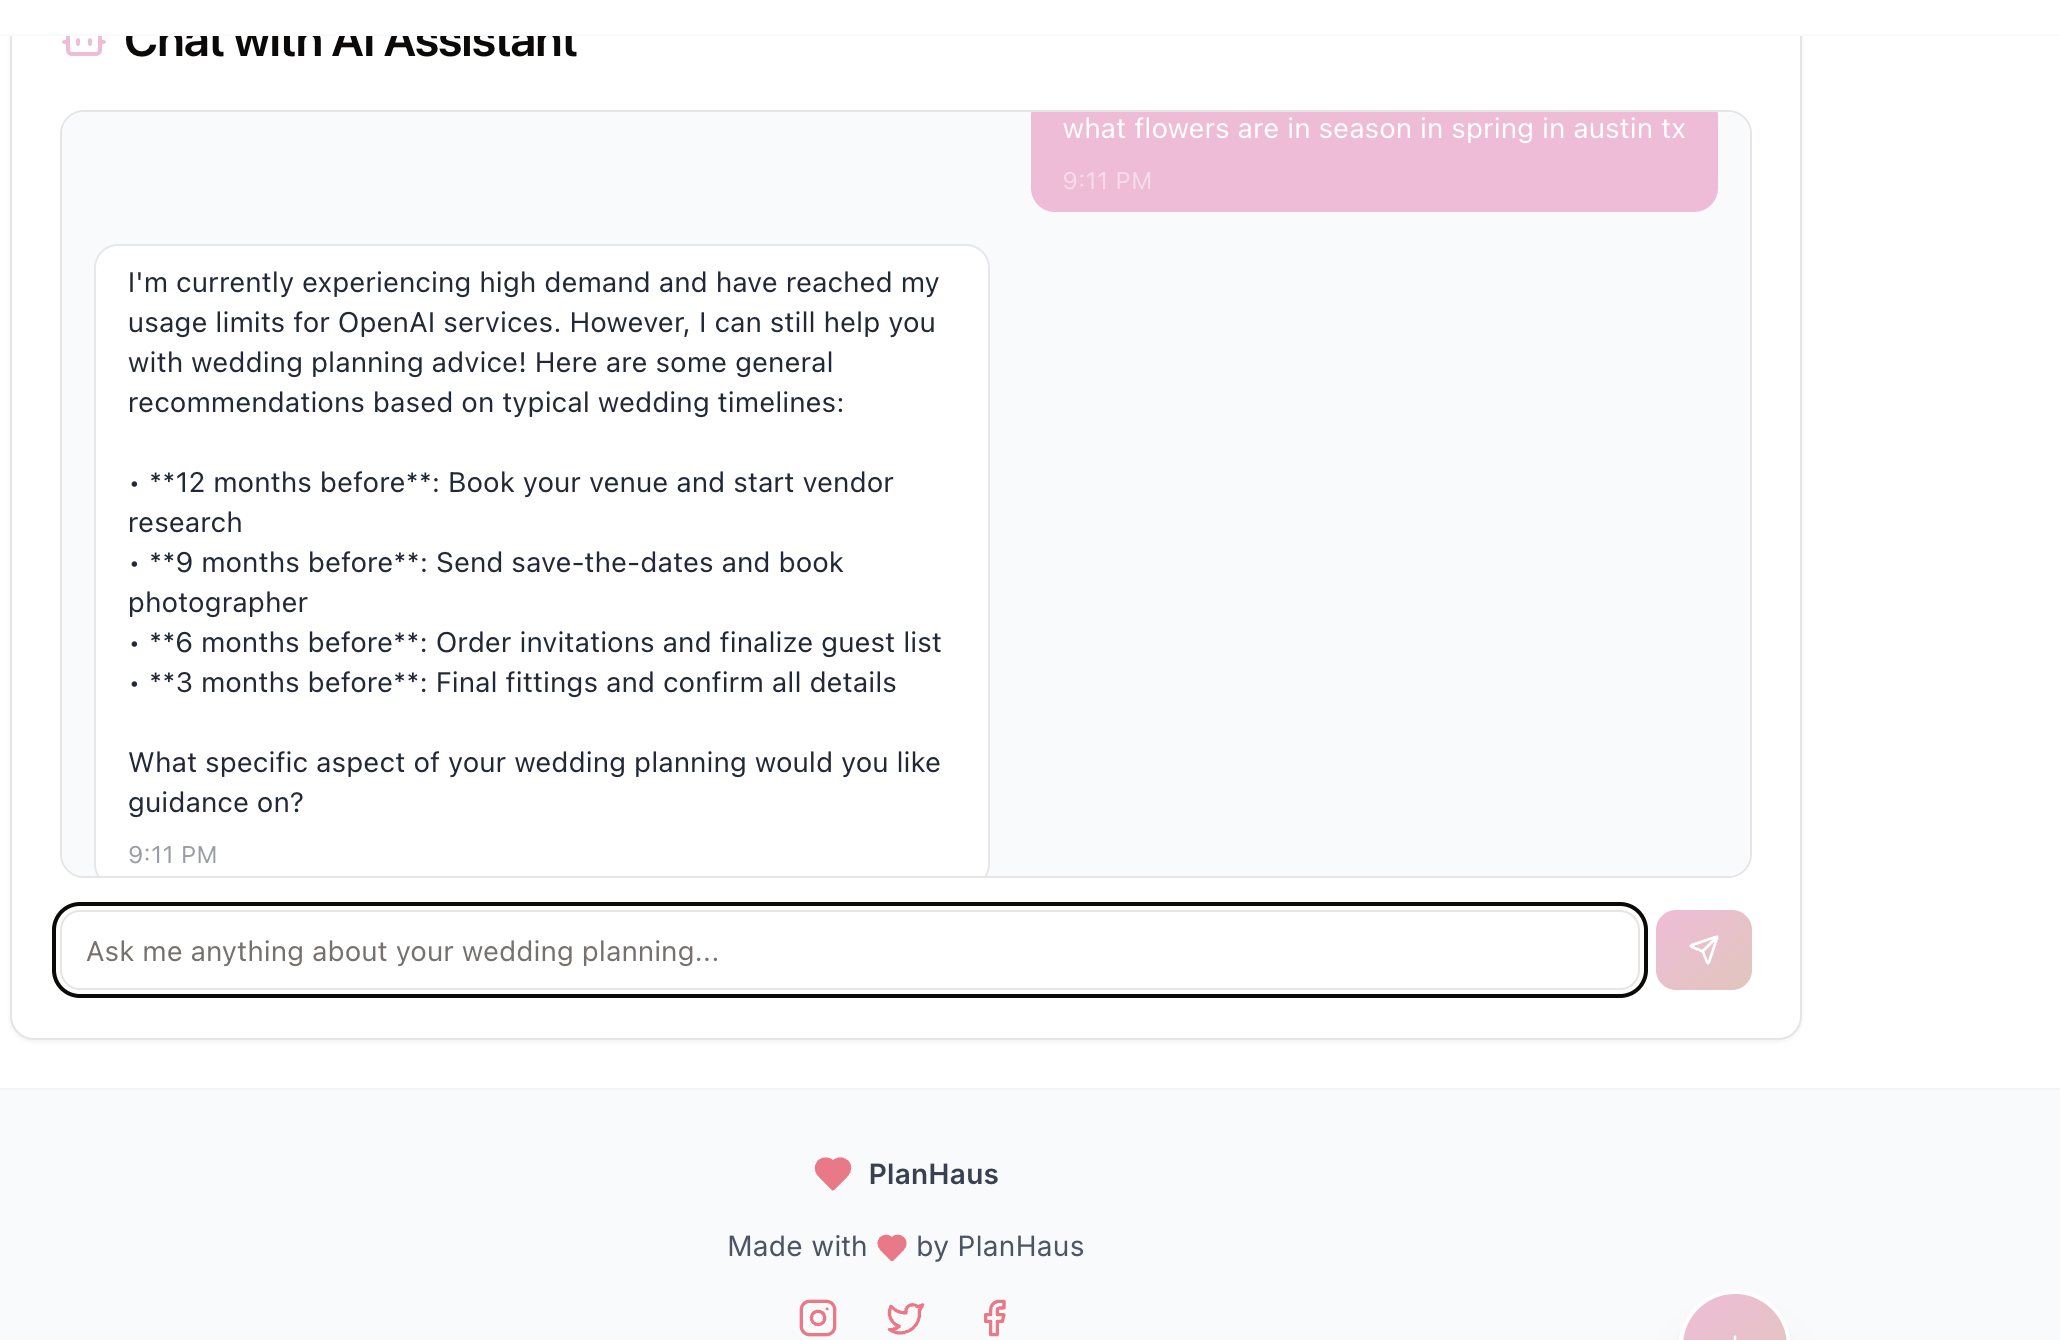 Chat with AI Assistant
what flowers are in season in spring in austin tx
9:11 PM
I'm currently experiencing high demand and have reached my
usage limits for OpenAI services. However, I can still help you
with wedding planning advice! Here are some general
recommendations based on typical wedding timelines:
• **12 months before**: Book your venue and start vendor
research
• **9 months before**: Send save-the-dates and book
photographer
• **6 months before**: Order invitations and finalize guest list
• **3 months before**: Final fittings and confirm all details
What specific aspect of your wedding planning would you like
guidance on?
9:11 PM
Ask me anything about your wedding planning...
PlanHaus
Made with ❤ by PlanHaus